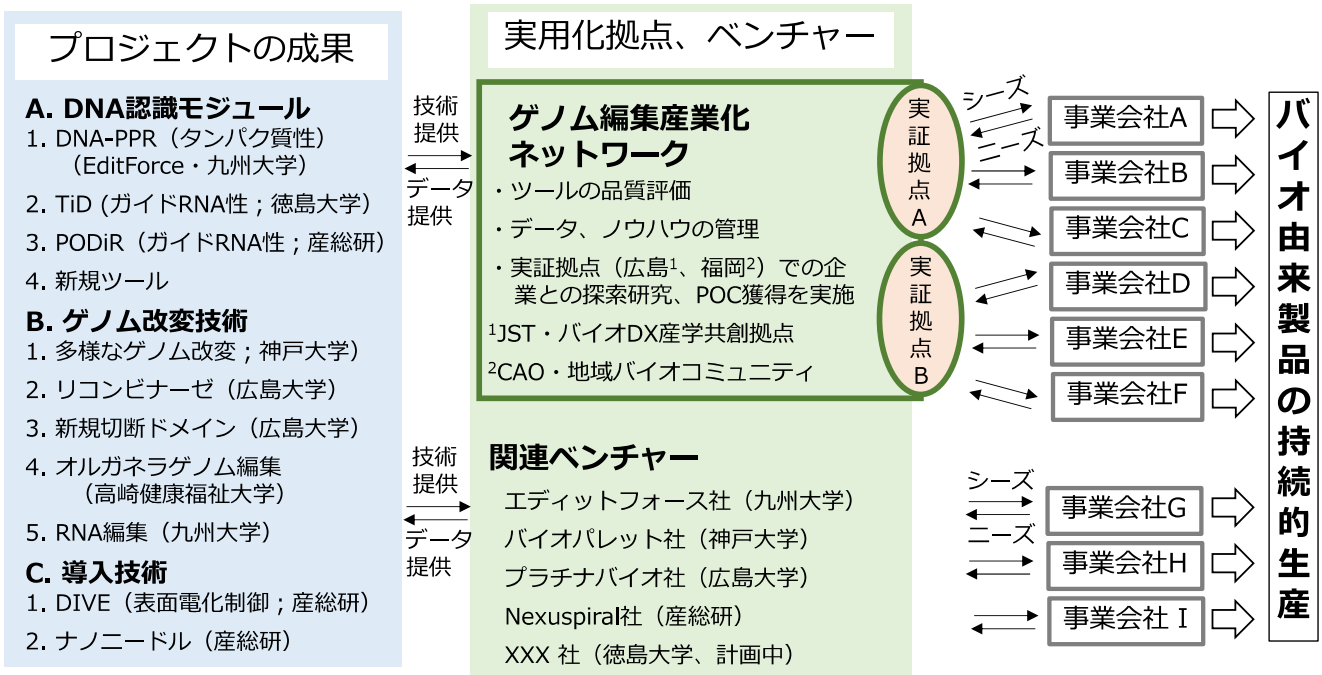 プロジェクトの成果
A. DNA認識モジュール
1. DNA-PPR（タンパク質性）
（EditForce・九州大学）
2. TiD (ガイドRNA性；徳島大学）
3. PODiR（ガイドRNA性；産総研）
4. 新規ツール
B. ゲノム改変技術
1. 多様なゲノム改変；神戸大学）
2. リコンビナーゼ（広島大学）
3. 新規切断ドメイン（広島大学）
4. オルガネラゲノム編集
（高崎健康福祉大学）
5. RNA編集（九州大学）
C. 導入技術
1. DIVE（表面電化制御；産総研）
2. ナノニードル（産総研）
技術
提供
データ
提供
技術
提供
データ
提供
実用化拠点、ベンチャー
ゲノム編集産業化
ネットワーク
・ツールの品質評価
・データ、ノウハウの管理
・実証拠点（広島¹、福岡²）での企
業との探索研究、POC獲得を実施
¹JST・バイオDX産学共創拠点
²CAO・地域バイオコミュニティ
実証拠点A
実証拠点B
関連ベンチャー
エディットフォース社（九州大学）
バイオパレット社（神戸大学）
プラチナバイオ社（広島大学）
Nexuspiral社（産総研）
XXX 社（徳島大学、計画中）
シーズ
ニーズ
シーズ
ニーズ
事業会社A
事業会社B
事業会社C
事業会社D
事業会社E
事業会社F
事業会社G
事業会社H
事業会社 I
バイオ由来製品の持続的生産